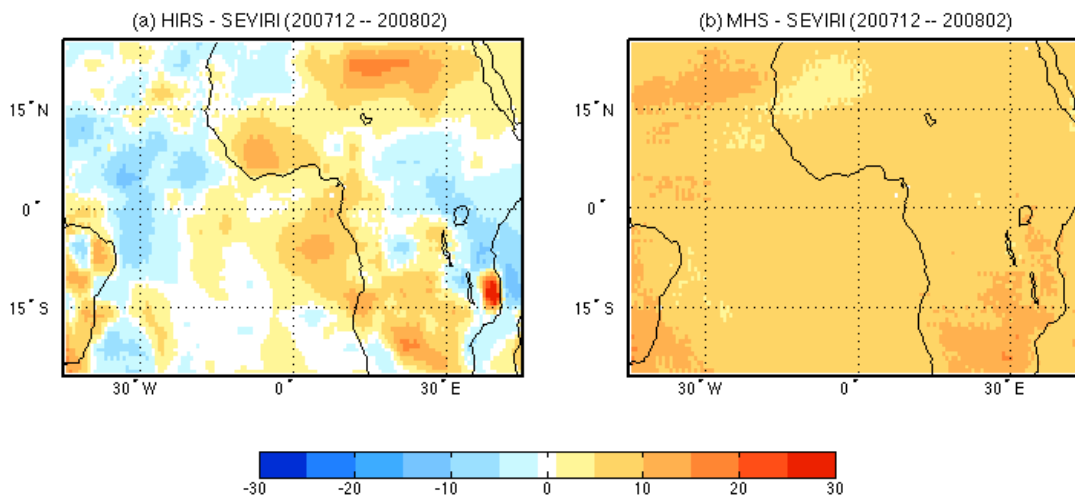 (a) HIRS - SEVIRI (200712 -- 200802)
(b) MHS - SEVIRI (200712 -- 200802)
15° N
0°
15° S
30° W
0°
30° E
15° N
0°
15° S
30° W
0°
30° E
-30
-20
-10
0
10
20
30